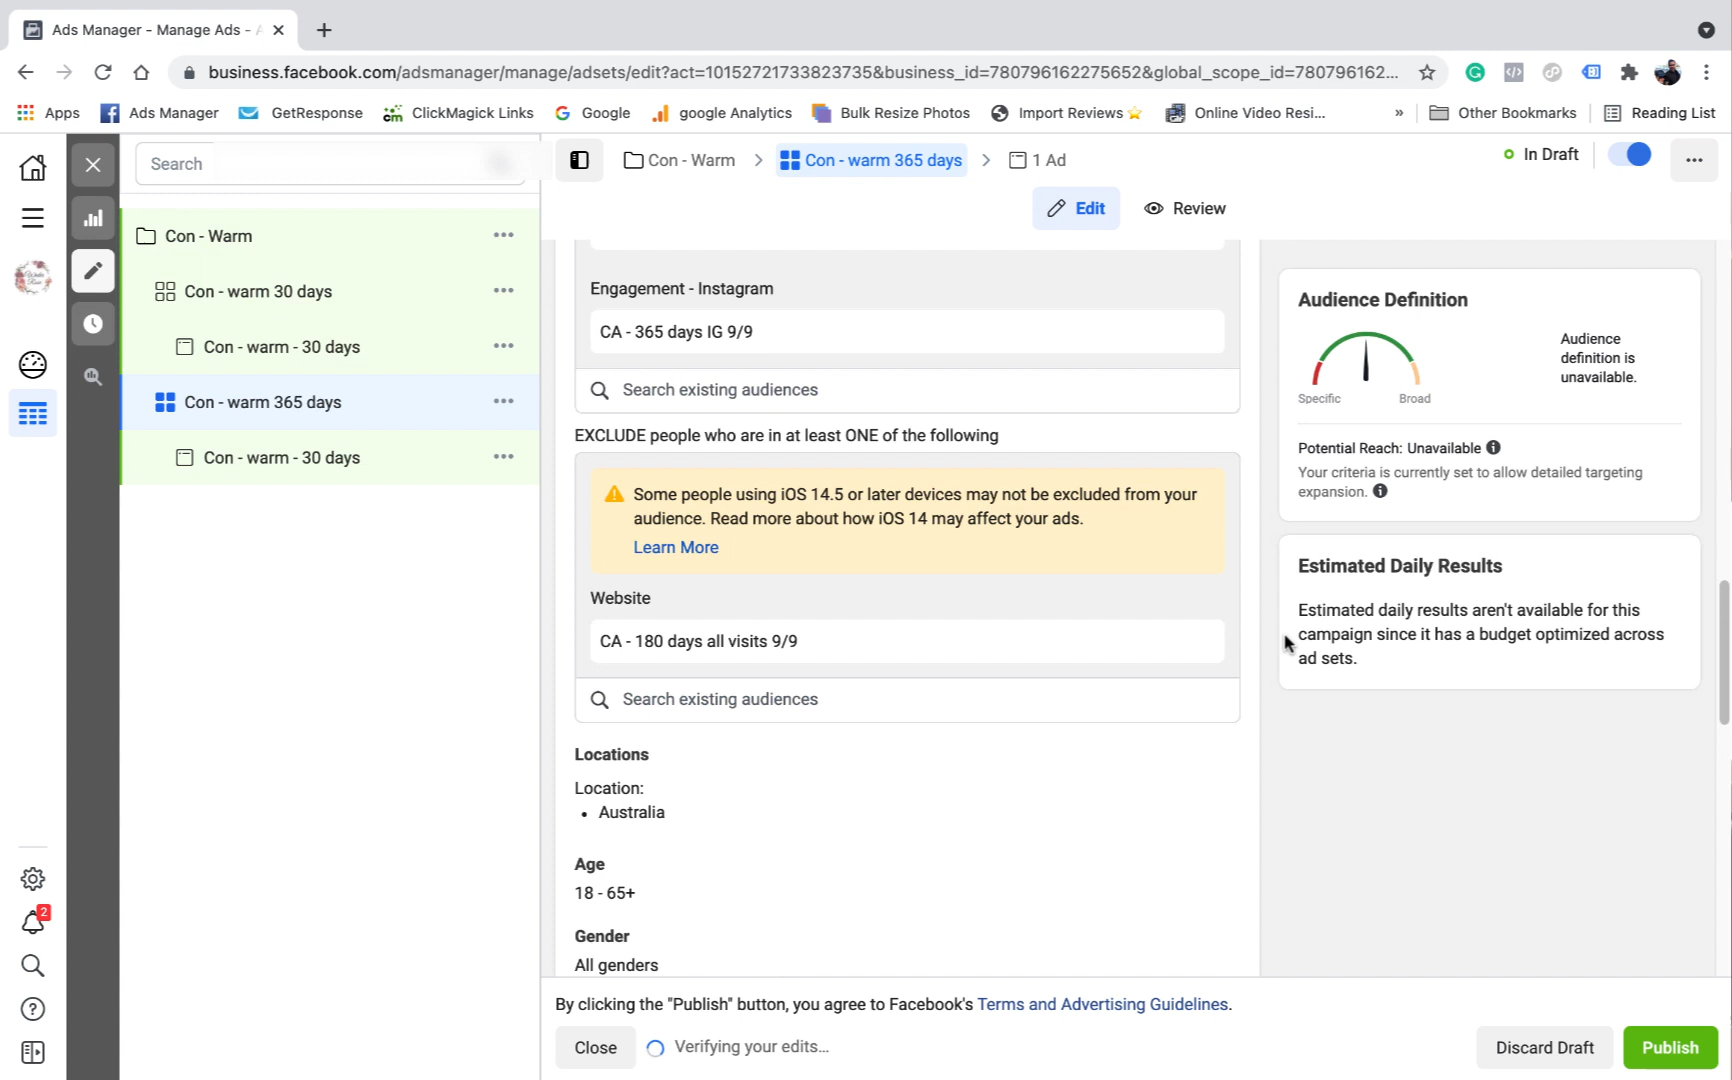 Ads Manager - Manage Ads - A
business.facebook.com/adsmanager/manage/adsets/edit?act=10152721733823735&business_id=780796162275652&global_scope_id=780796162...
Apps
Ads Manager
GetResponse
cm ClickMagick Links
Google
google Analytics
Bulk Resize Photos
Import Reviews
Online Video Resi...
»
Other Bookmarks
Reading List
Search
Con - Warm
Con - warm 30 days
Con - warm - 30 days
Con - warm 365 days
Con - warm - 30 days
2
Con - Warm > Con - warm 365 days > 1 Ad
In Draft
Edit
Review
Engagement - Instagram
CA - 365 days IG 9/9
Search existing audiences
EXCLUDE people who are in at least ONE of the following
Some people using iOS 14.5 or later devices may not be excluded from your
audience. Read more about how iOS 14 may affect your ads.
Learn More
Website
CA - 180 days all visits 9/9
Search existing audiences
Locations
Location:
• Australia
Age
18 - 65+
Gender
All genders
Audience Definition
Specific
Broad
Audience
definition is
unavailable.
Potential Reach: Unavailable
Your criteria is currently set to allow detailed targeting
expansion.
Estimated Daily Results
Estimated daily results aren't available for this
campaign since it has a budget optimized across
ad sets.
By clicking the "Publish" button, you agree to Facebook's Terms and Advertising Guidelines.
Close
Verifying your edits...
Discard Draft
Publish